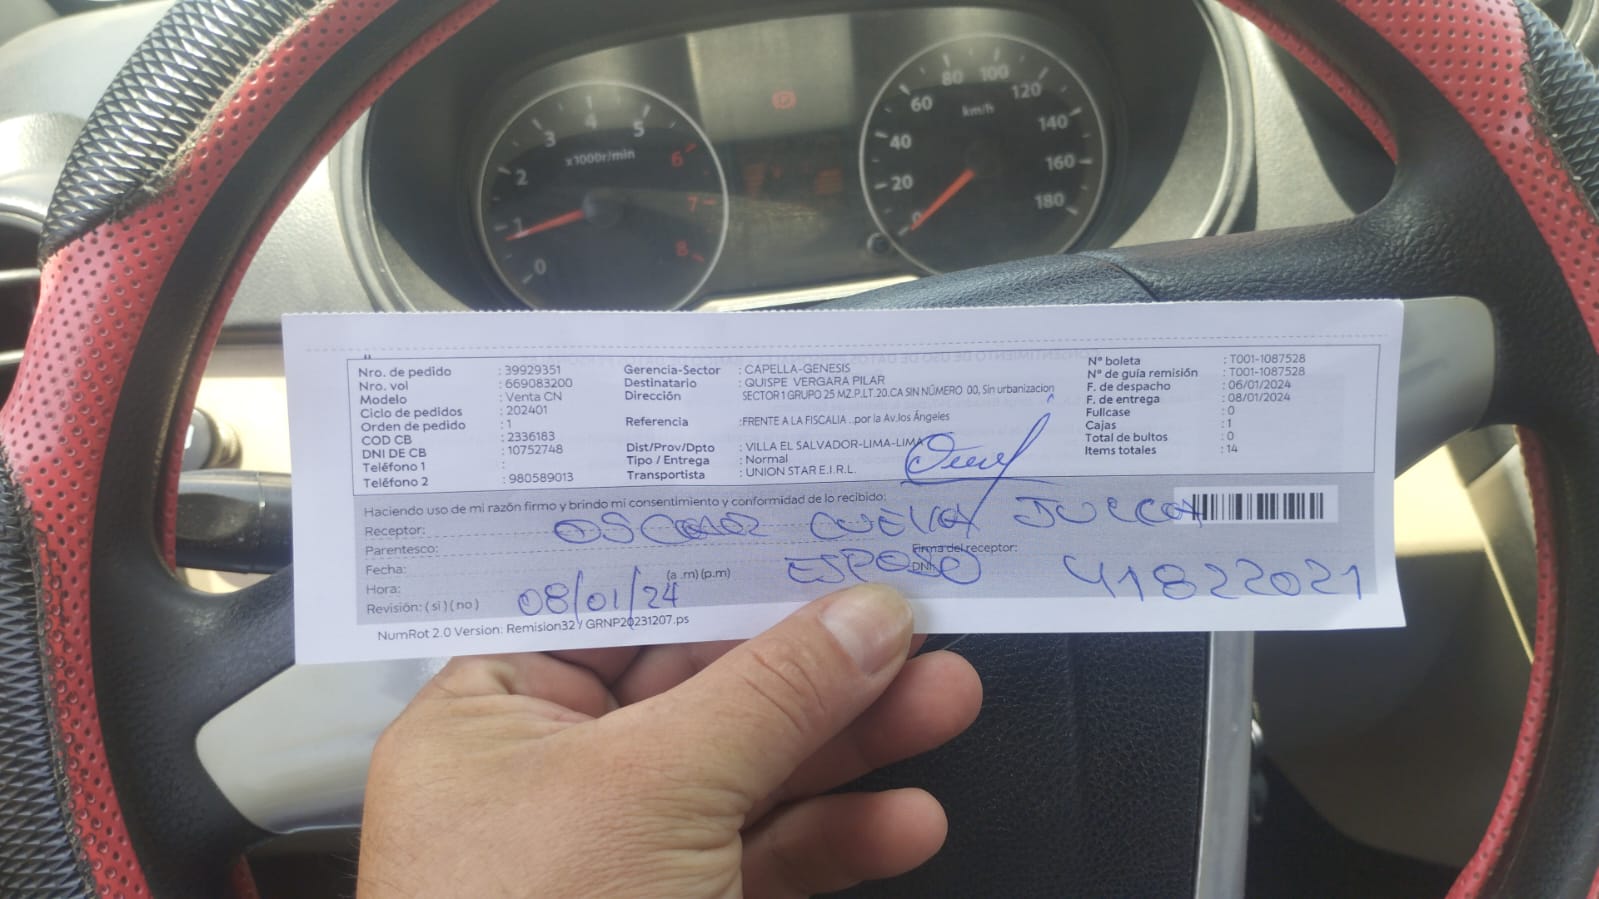 0 1 2 3 4 5 6 7 8
x1000r/min
0 20 40 60 80 100 120 140 160 180
km/h
Nro. de pedido : 39929351
Nro. vol : 669083200
Modelo : Venta CN
Ciclo de pedidos : 202401
Orden de pedido : 1
COD CB : 2336183
DNI DE CB : 10752748
Teléfono 1 :
Teléfono 2 : 980589013
Gerencia-Sector : CAPELLA-GENESIS
Destinatario : QUISPE VERGARA PILAR
Dirección SECTOR 1 GRUPO 25 MZ.P.LT.20.CA SIN NÚMERO 00, Sin urbanización
Referencia :FRENTE A LA FISCALIA ..por la Av.los Ángeles
Dist/Prov/Dpto : VILLA EL SALVADOR-LIMA-LIMA
Tipo / Entrega : Normal
Transportista : UNION STAR E.I.R.L.
N° boleta : T001-1087528
N° de guía remisión : T001-1087528
F. de despacho : 06/01/2024
F. de entrega : 08/01/2024
Fullcase : 0
Cajas : 1
Total de bultos : 0
Items totales : 14
Haciendo uso de mi razón firmo y brindo mi consentimiento y conformidad de lo recibido:
Receptor: OSCAR CUEVA JULCA
Parentesco: ESPOSO
Firma del receptor:
DNI: 41822021
Fecha: 08/01/24
Hora: (a .m) (p.m)
Revisión: ( si ) ( no )
NumRot 2.0 Version: Remision32 / GRNP20231207.ps